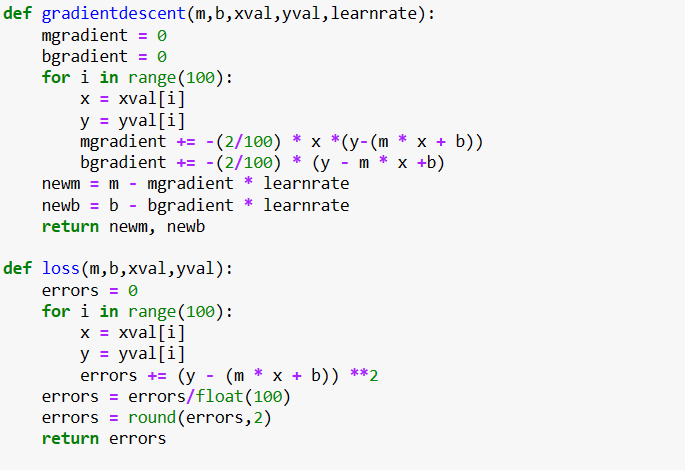 def gradientdescent(m,b,xval,yval,learnrate):
    mgradient = 0
    bgradient = 0
    for i in range(100):
        x = xval[i]
        y = yval[i]
        mgradient += -(2/100) * x *(y-(m * x + b))
        bgradient += -(2/100) * (y - m * x +b)
    newm = m - mgradient * learnrate
    newb = b - bgradient * learnrate
    return newm, newb

def loss(m,b,xval,yval):
    errors = 0
    for i in range(100):
        x = xval[i]
        y = yval[i]
        errors += (y - (m * x + b)) **2
    errors = errors/float(100)
    errors = round(errors,2)
    return errors